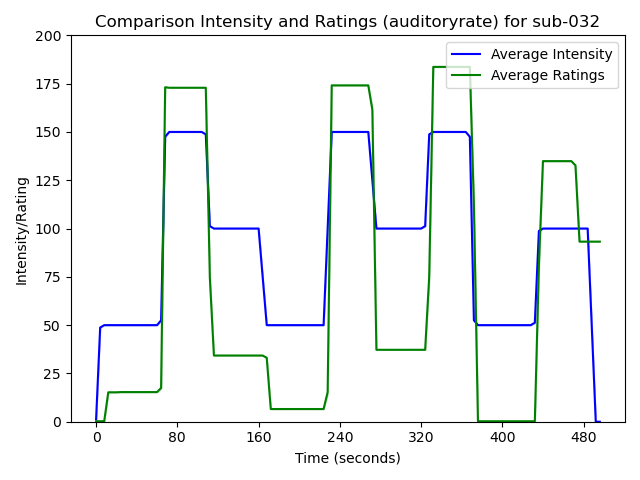 Comparison Intensity and Ratings (auditoryrate) for sub-032
Average Intensity
Average Ratings
Intensity/Rating
200
175
150
125
100
75
50
25
0
0 80 160 240 320 400 480
Time (seconds)